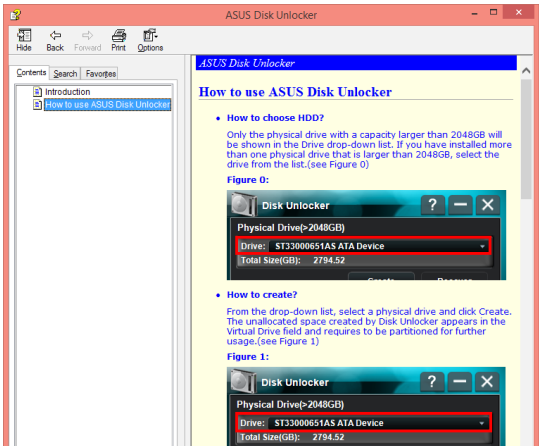 ASUS Disk Unlocker
Hide Back Forward Print Options
Contents Search Favorites
Introduction
How to use ASUS Disk Unlocker
ASUS Disk Unlocker
How to use ASUS Disk Unlocker
• How to choose HDD?
Only the physical drive with a capacity larger than 2048GB will
be shown in the Drive drop-down list. If you have installed more
than one physical drive that is larger than 2048GB, select the
drive from the list.(see Figure 0)
Figure 0:
Disk Unlocker
Physical Drive(>2048GB)
Drive: ST33000651AS ATA Device
Total Size(GB): 2794.52
• How to create?
From the drop-down list, select a physical drive and click Create.
The unallocated space created by Disk Unlocker appears in the
Virtual Drive field and requires to be partitioned for further
usage.(see Figure 1)
Figure 1:
Disk Unlocker
Physical Drive(>2048GB)
Drive: ST33000651AS ATA Device
Total Size(GB): 2794.52